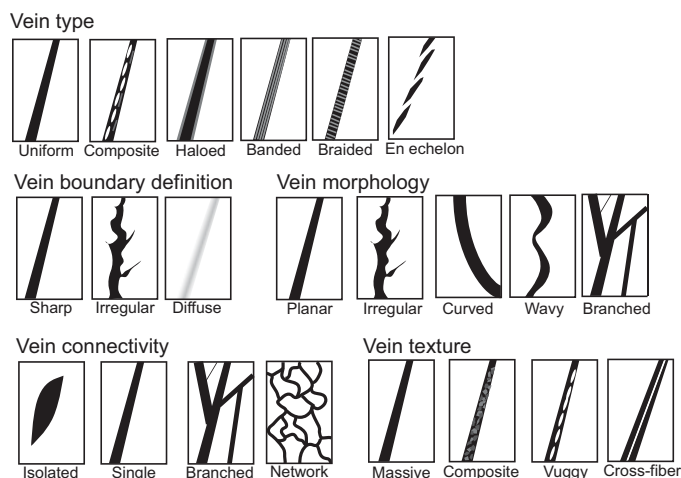 Vein type
Uniform Composite Haloed Banded Braided En echelon
Vein boundary definition
Sharp Irregular Diffuse
Vein morphology
Planar Irregular Curved Wavy Branched
Vein connectivity
Isolated Single Branched Network
Vein texture
Massive Composite Vuggy Cross-fiber